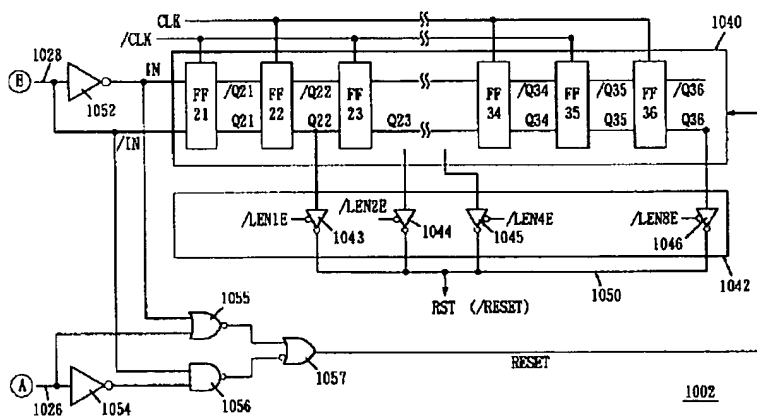 CLK
/CLK
1040
B
1028
1052
IN
/IN
FF 21
/Q21
Q21
FF 22
/Q22
Q22
FF 23
Q23
FF 34
/Q34
Q34
FF 35
/Q35
Q35
FF 36
/Q36
Q36
/LEN1E
1043
/LEN2E
1044
/LEN4E
1045
/LEN8E
1046
1042
1050
RST (/RESET)
1055
1057
RESET
A
1026
1054
1056
1002